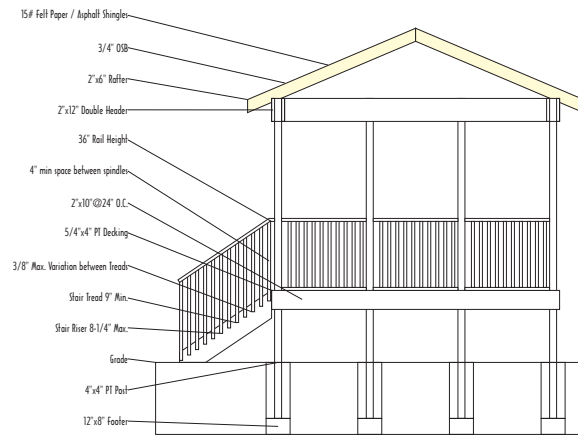 15# Felt Paper / Asphalt Shingles
3/4" OSB
2"x6" Rafter
2"x12" Double Header
36" Rail Height
4" min space between spindles
2"x10"@24" O.C.
5/4"x4" PT Decking
3/8" Max. Variation between Treads
Stair Tread 9" Min.
Stair Riser 8-1/4" Max.
Grade
4"x4" PT Post
12"x8" Footer